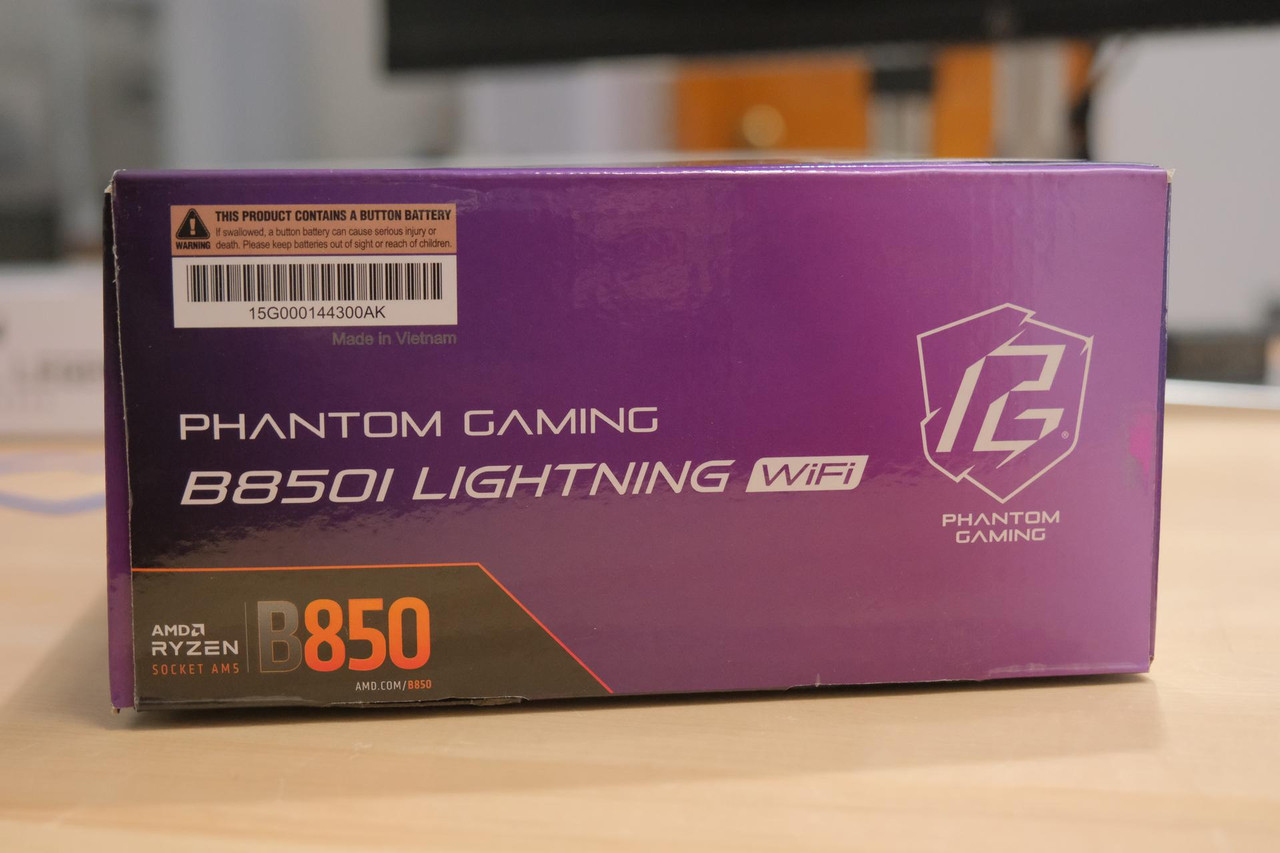 THIS PRODUCT CONTAINS A BUTTON BATTERY
If swallowed, a button battery can cause serious injury or
death. Please keep batteries out of sight or reach of children.
WARNING
15G000144300AK
Made in Vietnam
PHANTOM GAMING
B850I LIGHTNING WiFi
PHANTOM
GAMING
AMD
RYZEN
SOCKET AM5
B850
AMD.COM/B850